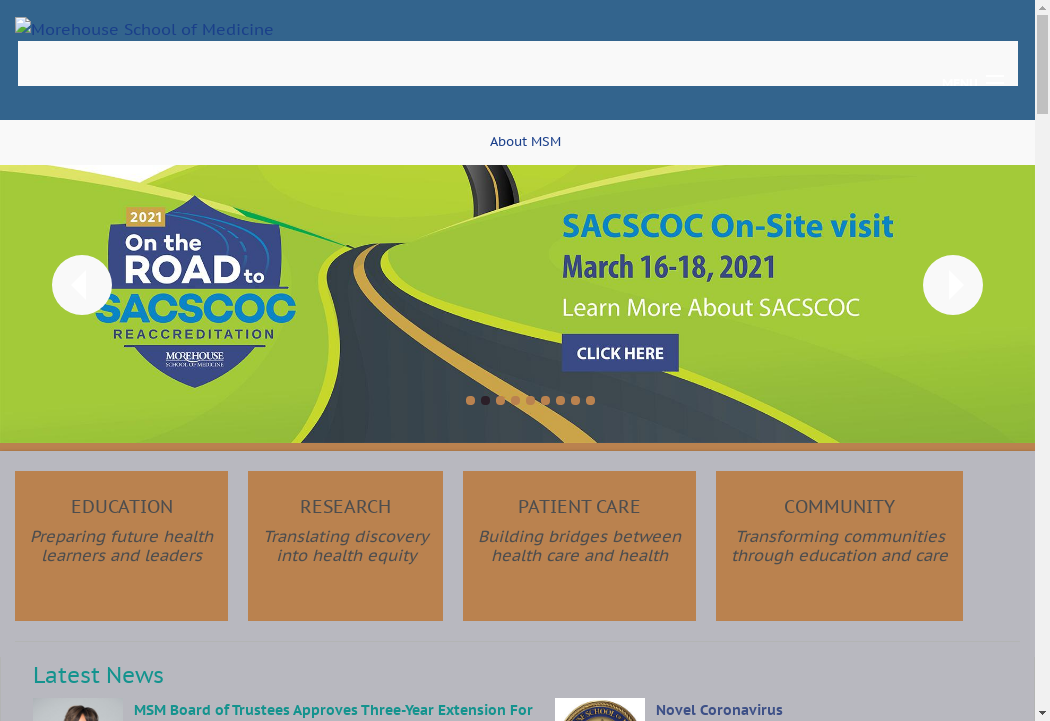 Morehouse School of Medicine
MENU
About MSM
2021
On the
ROAD to
SACSCOC
REACCREDITATION
MOREHOUSE
SCHOOL OF MEDICINE
SACSCOC On-Site visit
March 16-18, 2021
Learn More About SACSCOC
CLICK HERE
EDUCATION
Preparing future health
learners and leaders
RESEARCH
Translating discovery
into health equity
PATIENT CARE
Building bridges between
health care and health
COMMUNITY
Transforming communities
through education and care
Latest News
MSM Board of Trustees Approves Three-Year Extension For
Novel Coronavirus